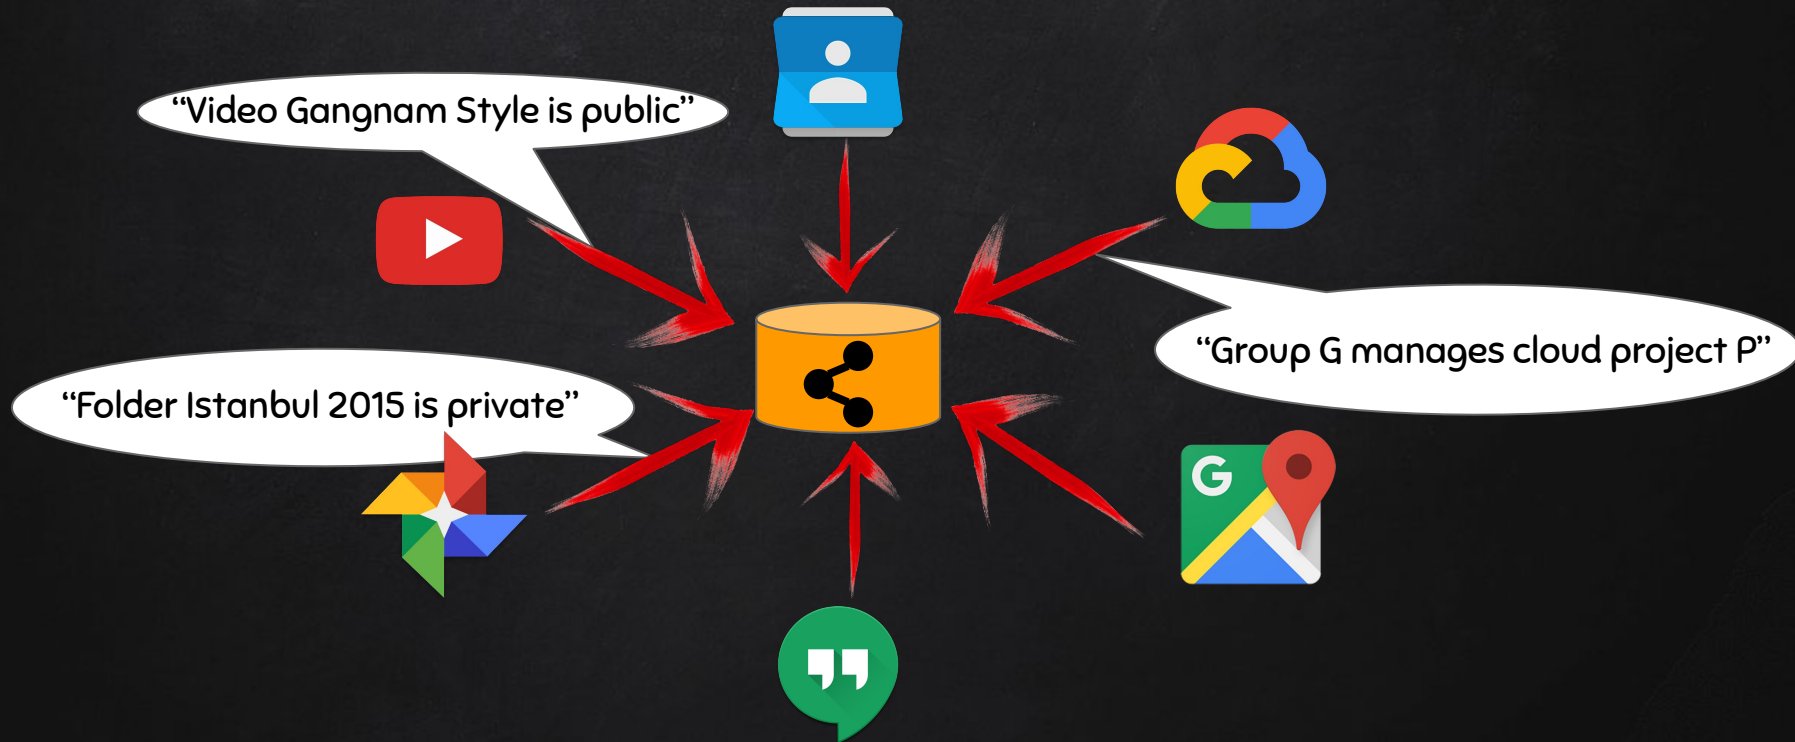 “Video Gangnam Style is public”
“Group G manages cloud project P”
“Folder Istanbul 2015 is private”
G